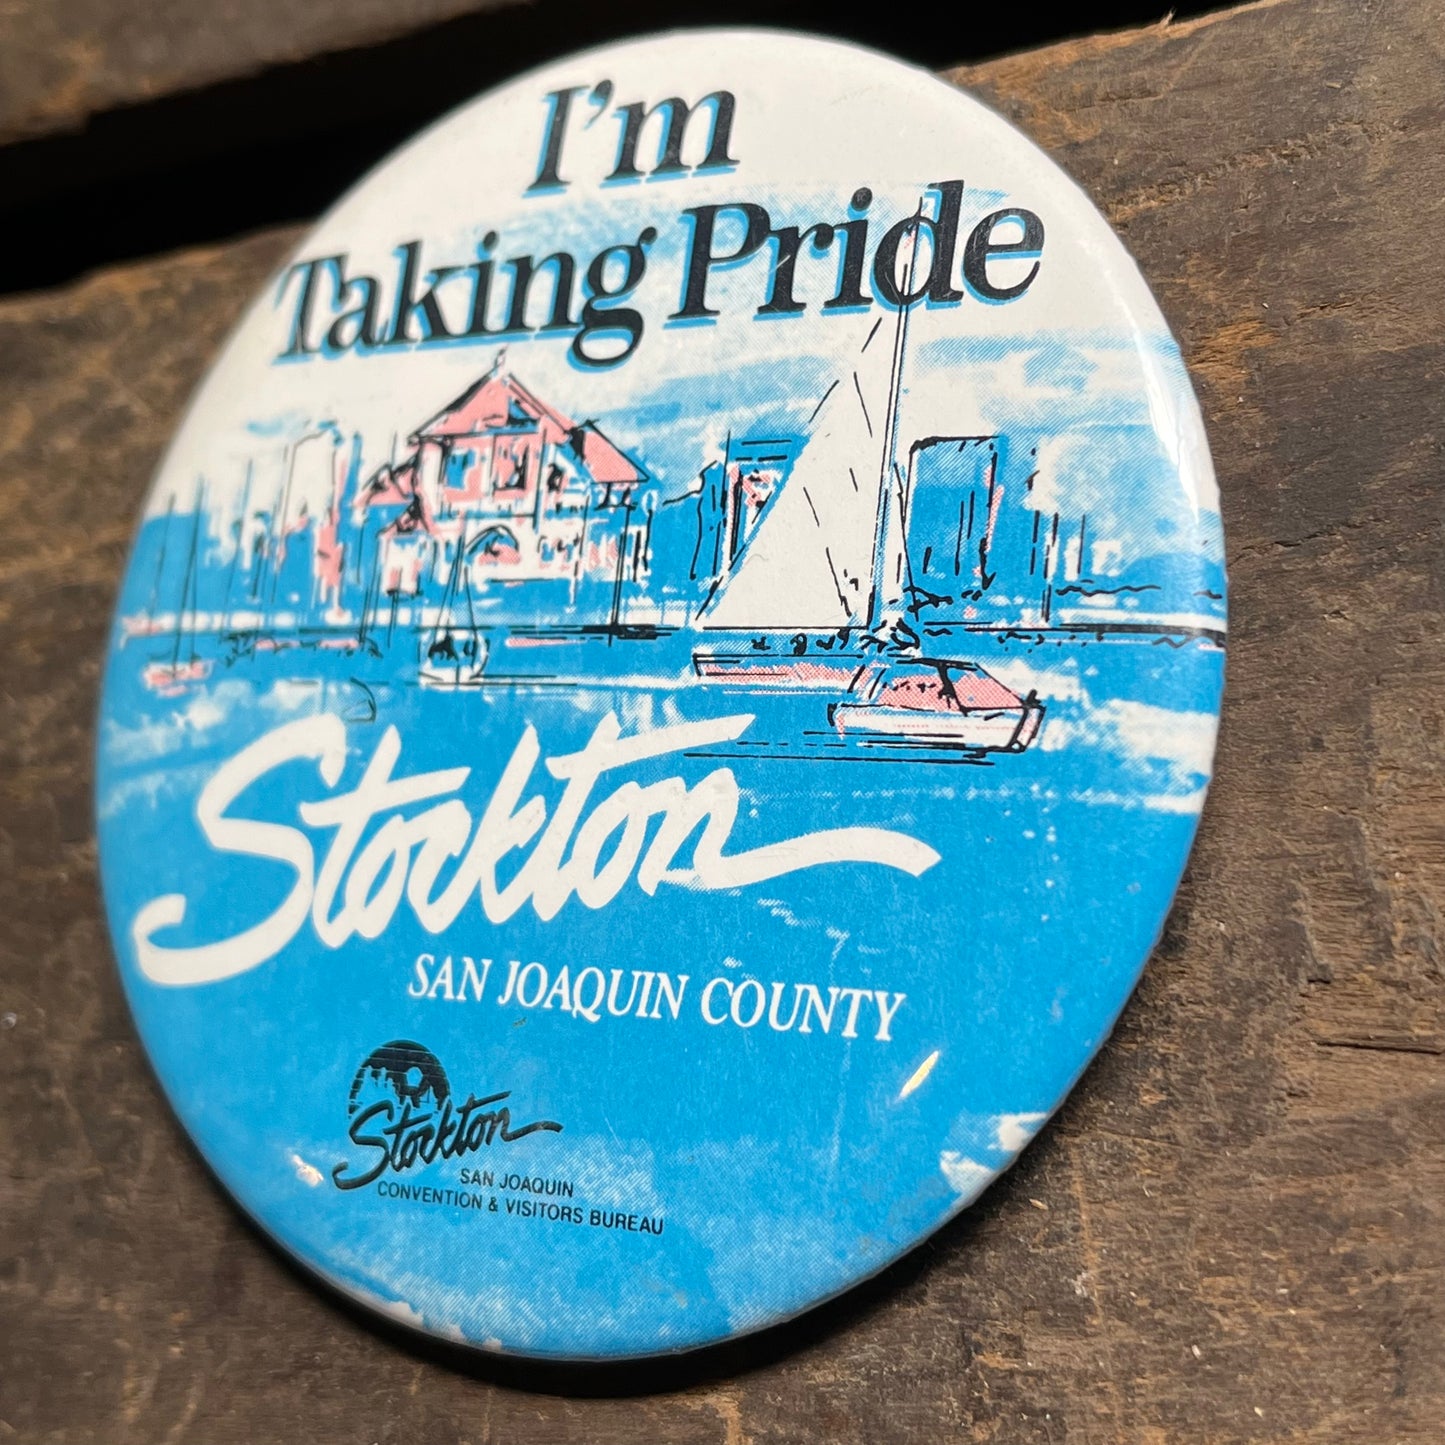 I'm
Taking Pride
Stockton
SAN JOAQUIN COUNTY
Stockton
SAN JOAQUIN
CONVENTION & VISITORS BUREAU